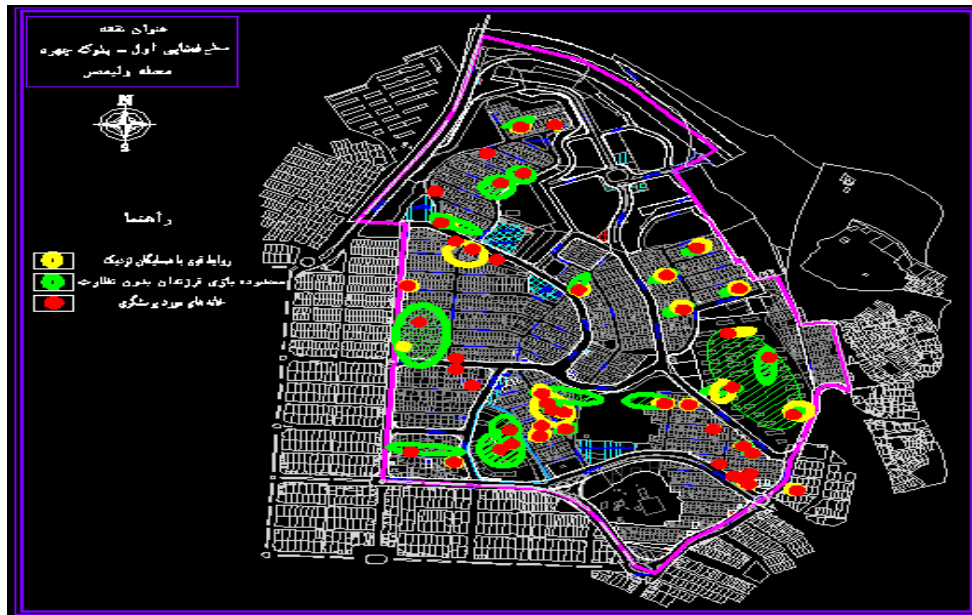 عنوان نقشه
سطح فضایی اول - بلوک چهره
محله ولیعصر
N
S
راهنما
روابط قوی با همسایگان نزدیک
محدوده بازی فرزندان بدون نظارت
خانه های مورد پرسشگری